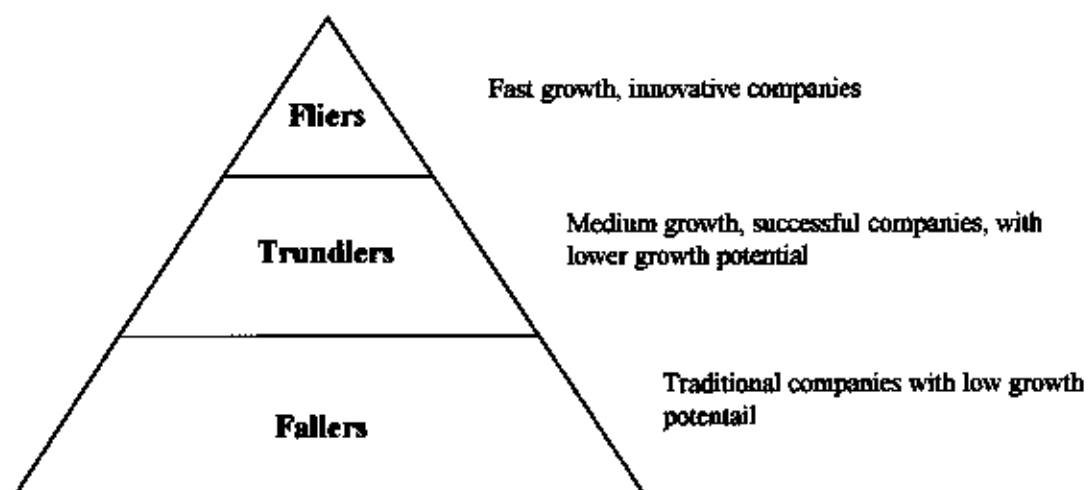 Fliers
Fast growth, innovative companies
Trundlers
Medium growth, successful companies, with
lower growth potential
Fallers
Traditional companies with low growth
potentail